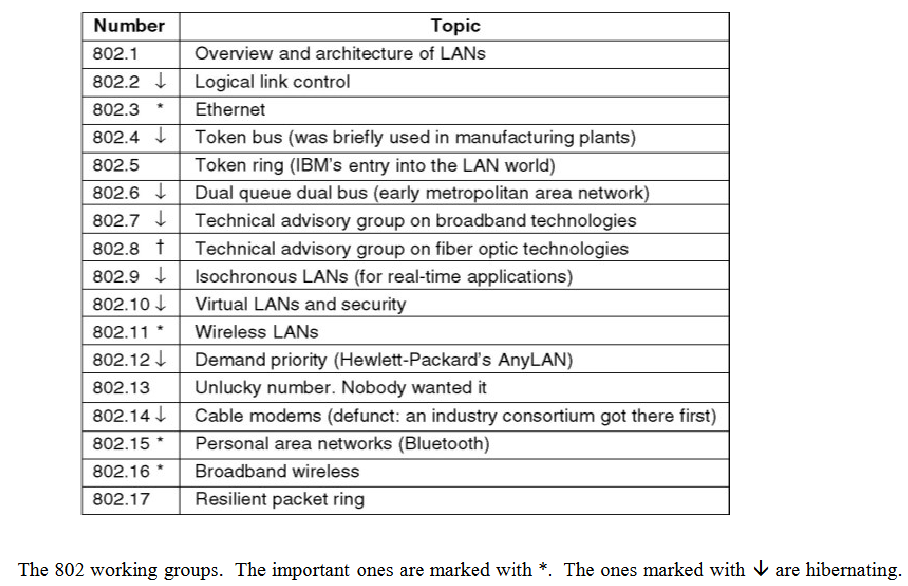 Number Topic
802.1 Overview and architecture of LANs
802.2 ↓ Logical link control
802.3 * Ethernet
802.4 ↓ Token bus (was briefly used in manufacturing plants)
802.5 Token ring (IBM's entry into the LAN world)
802.6 ↓ Dual queue dual bus (early metropolitan area network)
802.7 ↓ Technical advisory group on broadband technologies
802.8 † Technical advisory group on fiber optic technologies
802.9 ↓ Isochronous LANs (for real-time applications)
802.10 ↓ Virtual LANs and security
802.11 * Wireless LANs
802.12 ↓ Demand priority (Hewlett-Packard's AnyLAN)
802.13 Unlucky number. Nobody wanted it
802.14 ↓ Cable modems (defunct: an industry consortium got there first)
802.15 * Personal area networks (Bluetooth)
802.16 * Broadband wireless
802.17 Resilient packet ring
The 802 working groups. The important ones are marked with *. The ones marked with ↓ are hibernating.